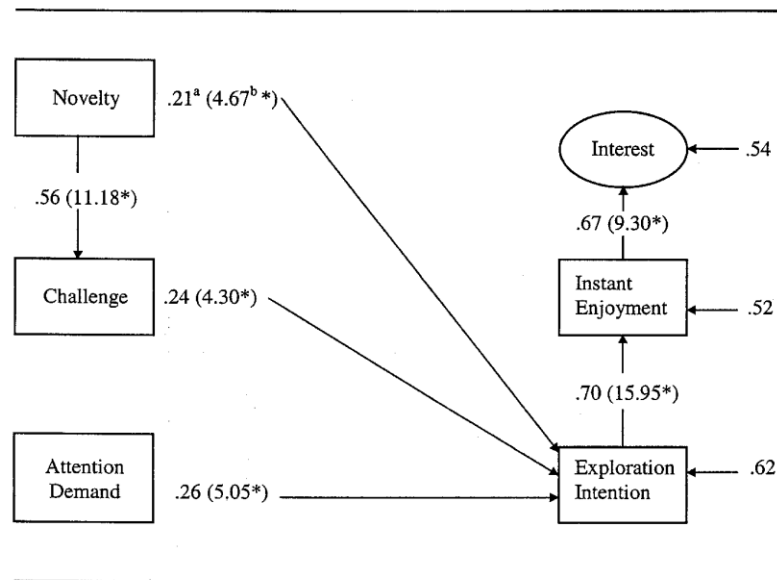 Novelty
.21a (4.67b *)
Interest
.54
.56 (11.18*)
.67 (9.30*)
Challenge
.24 (4.30*)
Instant
Enjoyment
.52
.70 (15.95*)
Attention
Demand
.26 (5,05*)
Exploration
Intention
.62